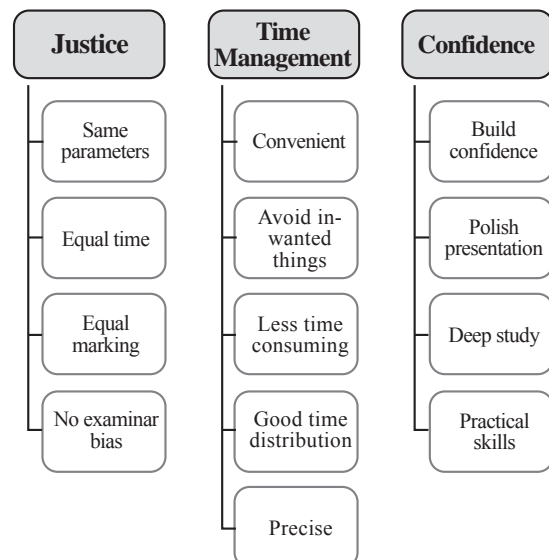 Justice
Same
parameters
Equal time
Equal
marking
No examinar
bias
Time
Management
Convenient
Avoid in-
wanted
things
Less time
consuming
Good time
distribution
Precise
Confidence
Build
confidence
Polish
presentation
Deep study
Practical
skills